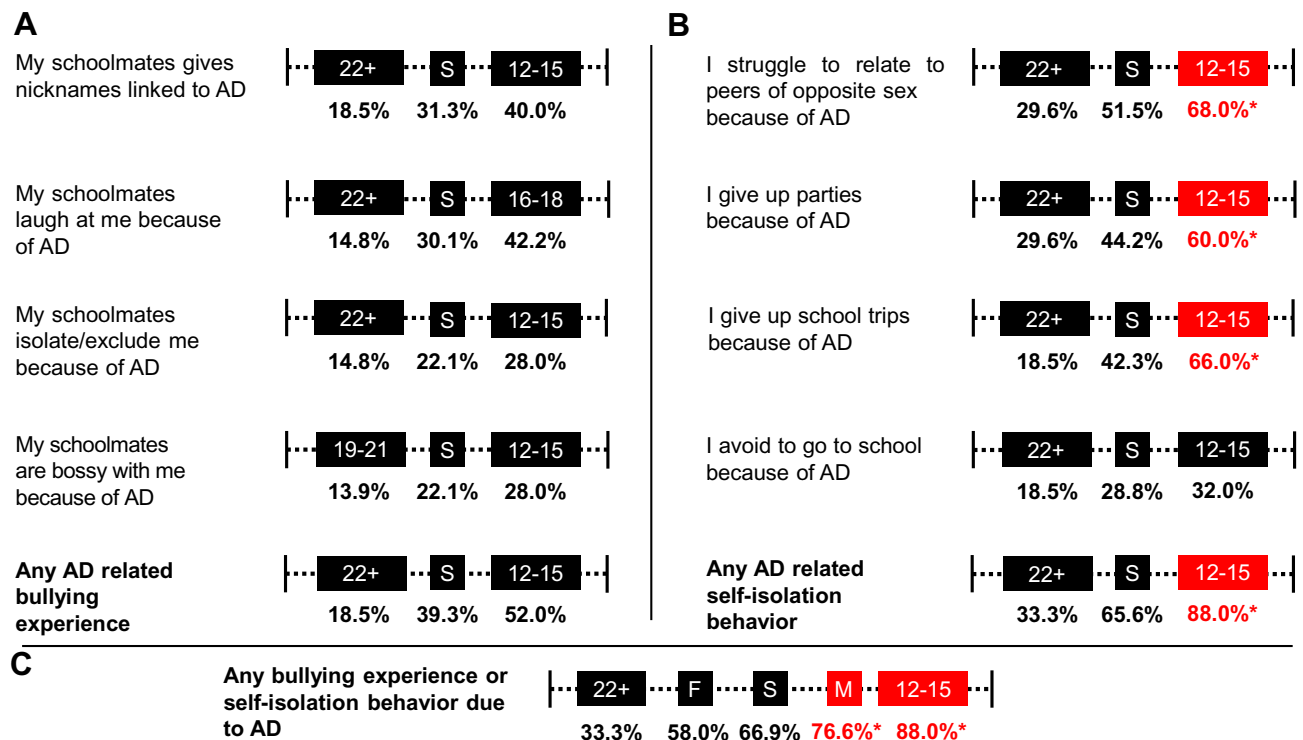 A
My schoolmates gives
nicknames linked to AD
22+ S 12-15
18.5% 31.3% 40.0%
My schoolmates
laugh at me because
of AD
22+ S 16-18
14.8% 30.1% 42.2%
My schoolmates
isolate/exclude me
because of AD
22+ S 12-15
14.8% 22.1% 28.0%
My schoolmates
are bossy with me
because of AD
19-21 S 12-15
13.9% 22.1% 28.0%
Any AD related
bullying
experience
22+ S 12-15
18.5% 39.3% 52.0%
B
I struggle to relate to
peers of opposite sex
because of AD
22+ S 12-15
29.6% 51.5% 68.0%*
I give up parties
because of AD
22+ S 12-15
29.6% 44.2% 60.0%*
I give up school trips
because of AD
22+ S 12-15
18.5% 42.3% 66.0%*
I avoid to go to school
because of AD
22+ S 12-15
18.5% 28.8% 32.0%
Any AD related
self-isolation
behavior
22+ S 12-15
33.3% 65.6% 88.0%*
C
Any bullying experience or
self-isolation behavior due
to AD
22+ F S M 12-15
33.3% 58.0% 66.9% 76.6%* 88.0%*